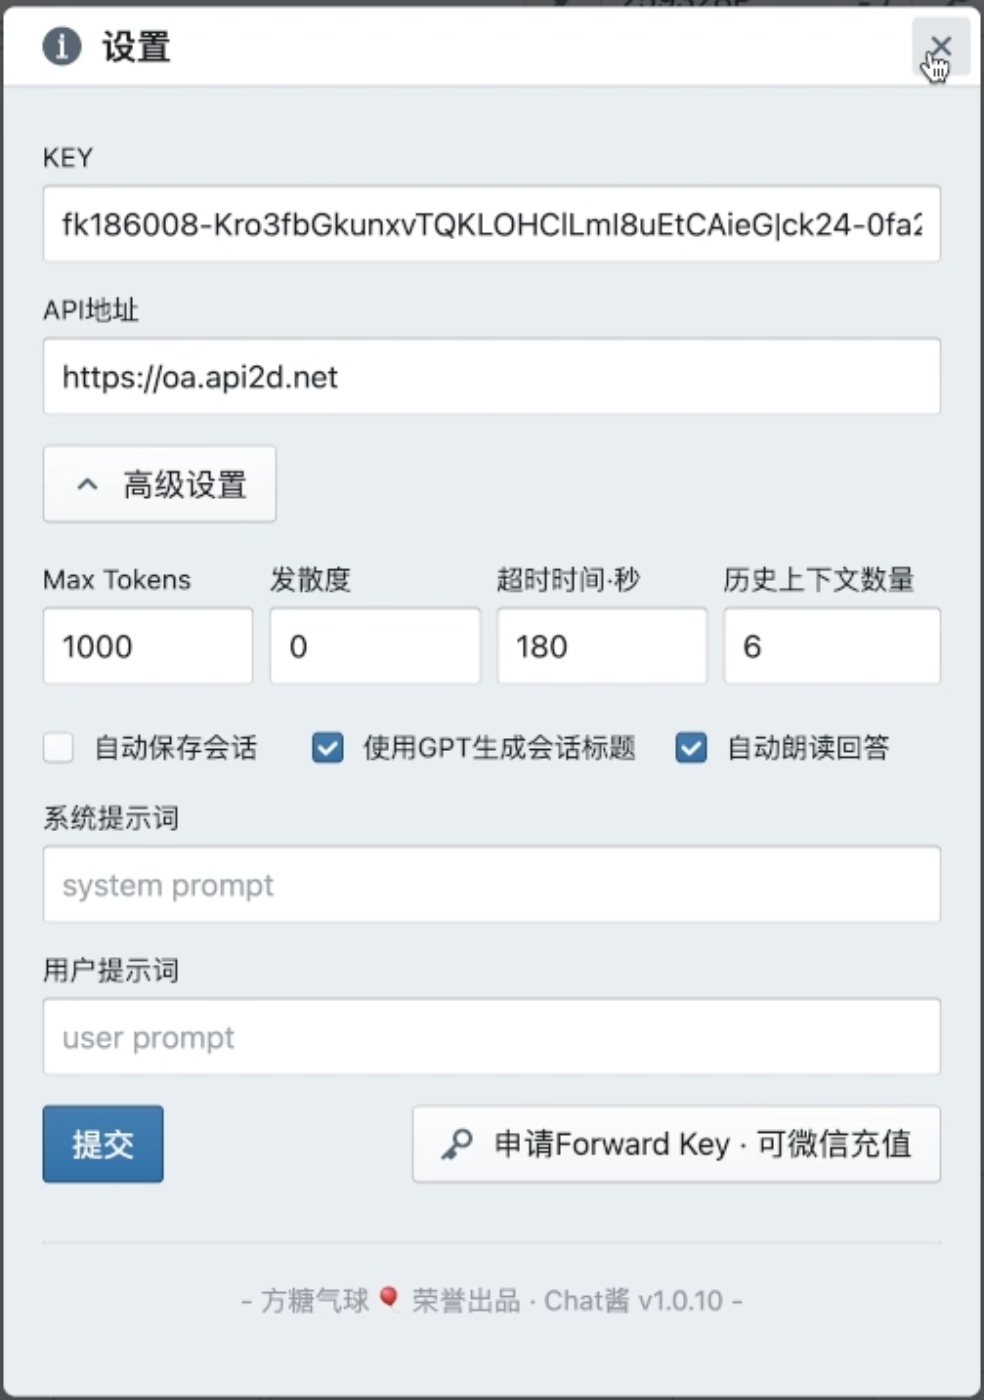 设置
KEY
fk186008-Kro3fbGkunxvTQKLOHClLml8uEtCAieG|ck24-0fa2
API地址
https://oa.api2d.net
高级设置
Max Tokens 发散度 超时时间·秒 历史上下文数量
1000 0 180 6
自动保存会话 使用GPT生成会话标题 自动朗读回答
系统提示词
system prompt
用户提示词
user prompt
提交 申请Forward Key · 可微信充值
- 方糖气球🎈荣誉出品 · Chat酱 v1.0.10 -